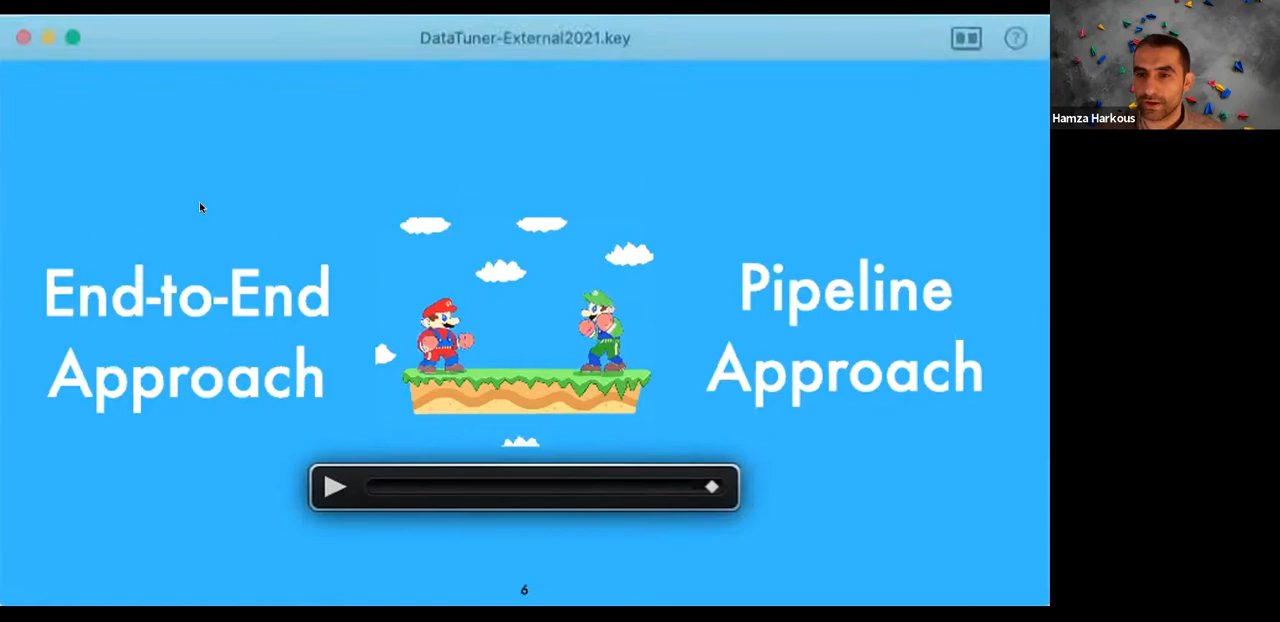 DataTuner-External2021.key
?
Hamza Harkous
End-to-End
Approach
Pipeline
Approach
6